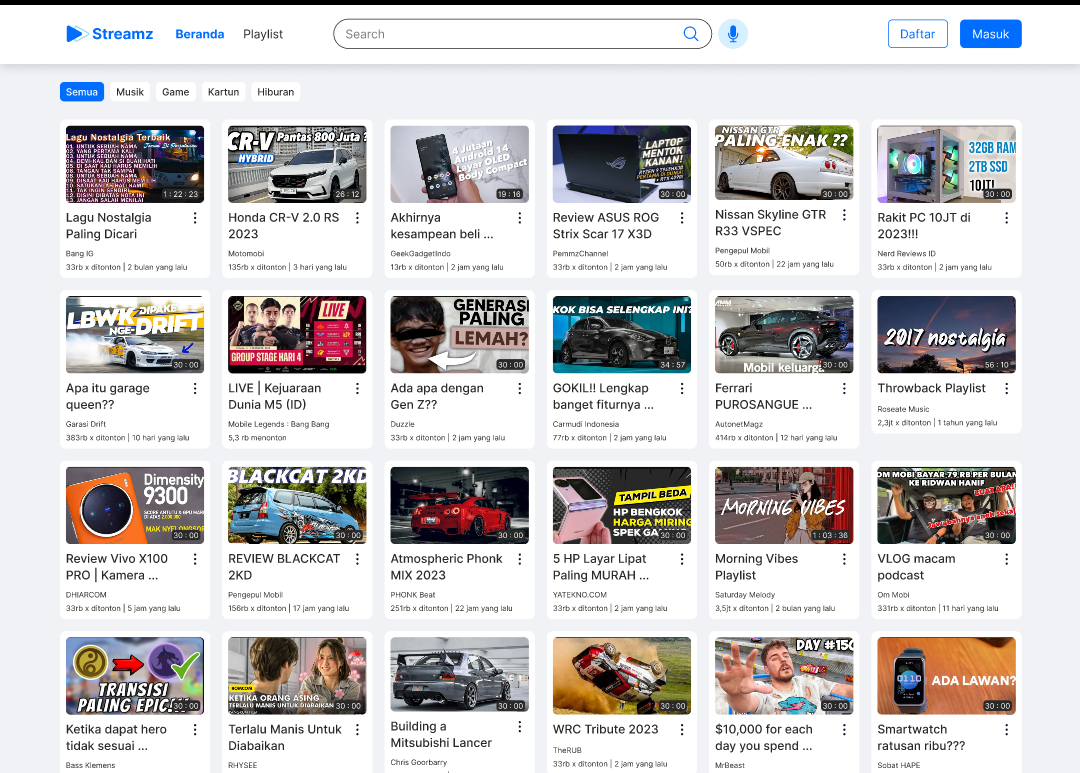 Streamz
Beranda
Playlist
Search
Daftar
Masuk
Semua
Musik
Game
Kartun
Hiburan
Lagu Nostalgia Terbaik
1 : 22 : 23
Lagu Nostalgia
Paling Dicari
Bang IG
33rb x ditonton | 2 bulan yang lalu
CR-V Pantas 800 Juta ?
HYBRID
26 : 12
Honda CR-V 2.0 RS
2023
Motomobi
135rb x ditonton | 3 hari yang lalu
4 Jutaan
Android 14
Layar OLED
Body Compact
19 : 16
Akhirnya
kesampean beli ...
GeekGadgetIndo
13rb x ditonton | 2 jam yang lalu
LAPTOP
MENTOK
KANAN!
30 : 00
Review ASUS ROG
Strix Scar 17 X3D
PemmzChannel
33rb x ditonton | 2 jam yang lalu
NISSAN GTR
PALING ENAK ??
30 : 00
Nissan Skyline GTR
R33 VSPEC
Pengepul Mobil
50rb x ditonton | 22 jam yang lalu
32GB RAM
2TB SSD
10JT!
30 : 00
Rakit PC 10JT di
2023!!!
Nerd Reviews ID
33rb x ditonton | 2 jam yang lalu
LBWK DIPAKE
NGE-DRIFT
30 : 00
Apa itu garage
queen??
Garasi Drift
383rb x ditonton | 10 hari yang lalu
LIVE
GROUP STAGE HARI 4
LIVE | Kejuaraan
Dunia M5 (ID)
Mobile Legends : Bang Bang
5,3 rb menonton
GENERASI
PALING
LEMAH?
30 : 00
Ada apa dengan
Gen Z??
Duzzle
33rb x ditonton | 2 jam yang lalu
KOK BISA SELENGKAP INI?
34 : 57
GOKIL!! Lengkap
banget fiturnya ...
Carmudi Indonesia
77rb x ditonton | 2 jam yang lalu
Mobil keluarga
30 : 00
Ferrari
PUROSANGUE ...
AutonetMagz
414rb x ditonton | 12 hari yang lalu
2017 nostalgia
56 : 10
Throwback Playlist
Roseate Music
2,3jt x ditonton | 1 tahun yang lalu
Dimensity
9300
30 : 00
Review Vivo X100
PRO | Kamera ...
DHIARCOM
33rb x ditonton | 5 jam yang lalu
BLACKCAT 2KD
30 : 00
REVIEW BLACKCAT
2KD
Pengepul Mobil
156rb x ditonton | 17 jam yang lalu
30 : 00
Atmospheric Phonk
MIX 2023
PHONK Beat
251rb x ditonton | 22 jam yang lalu
TAMPIL BEDA
HP BENGKOK
HARGA MIRING
SPEK GA
30 : 00
5 HP Layar Lipat
Paling MURAH ...
YATEKNO.COM
33rb x ditonton | 2 jam yang lalu
MORNING VIBES
1 : 03 : 36
Morning Vibes
Playlist
Saturday Melody
3,5jt x ditonton | 2 bulan yang lalu
OM MOBI BAYAR 79 RB PER BULAN
KE RIDWAN HANIF
30 : 00
VLOG macam
podcast
Om Mobi
331rb x ditonton | 11 hari yang lalu
TRANSISI
PALING EPIC!
30 : 00
Ketika dapat hero
tidak sesuai ...
Bass Klemens
ROMCOM
KETIKA ORANG ASING
TERLALU MANIS UNTUK DIABAIKAN
30 : 00
Terlalu Manis Untuk
Diabaikan
RHYSEE
30 : 00
Building a
Mitsubishi Lancer
Chris Goorbarry
30 : 00
WRC Tribute 2023
TheRUB
33rb x ditonton | 2 jam yang lalu
DAY #150
30 : 00
$10,000 for each
day you spend ...
MrBeast
ADA LAWAN?
30 : 00
Smartwatch
ratusan ribu???
Sobat HAPE